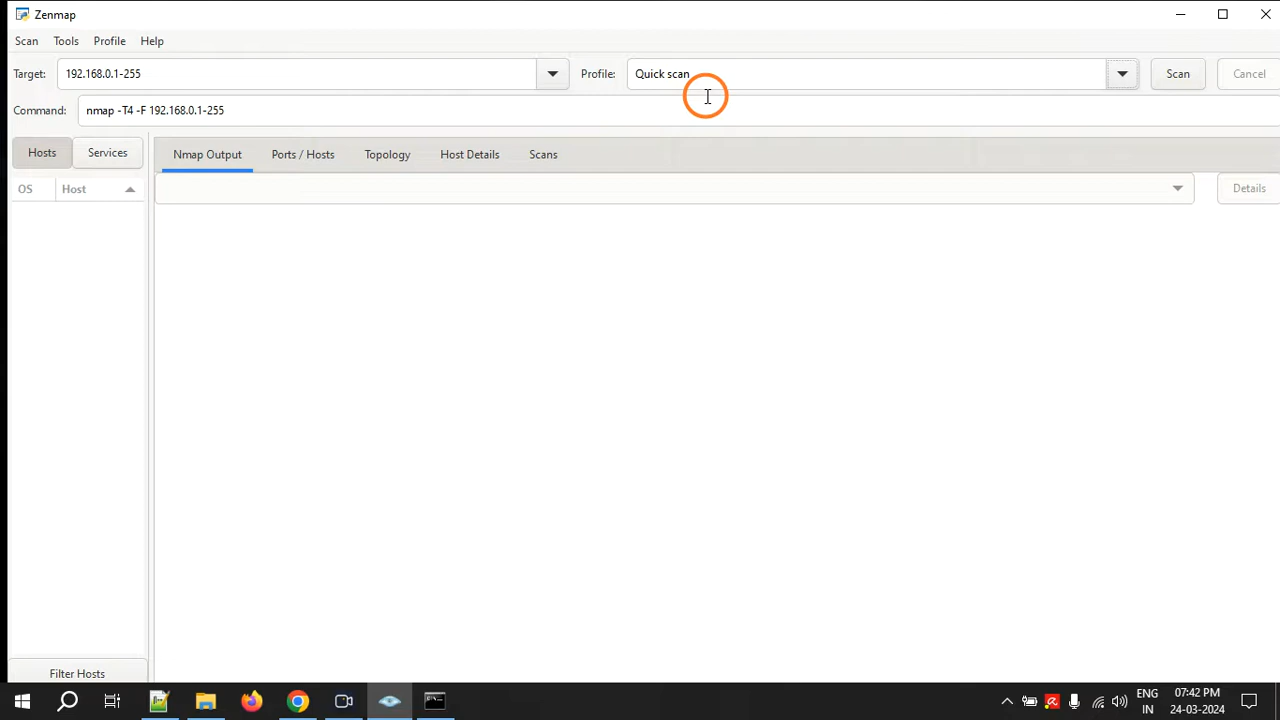 Zenmap
Scan Tools Profile Help
Target: 192.168.0.1-255 Profile: Quick scan Scan Cancel
Command: nmap -T4 -F 192.168.0.1-255
Hosts Services Nmap Output Ports / Hosts Topology Host Details Scans
OS Host Details
Filter Hosts
ENG 07:42 PM
IN 24-03-2024